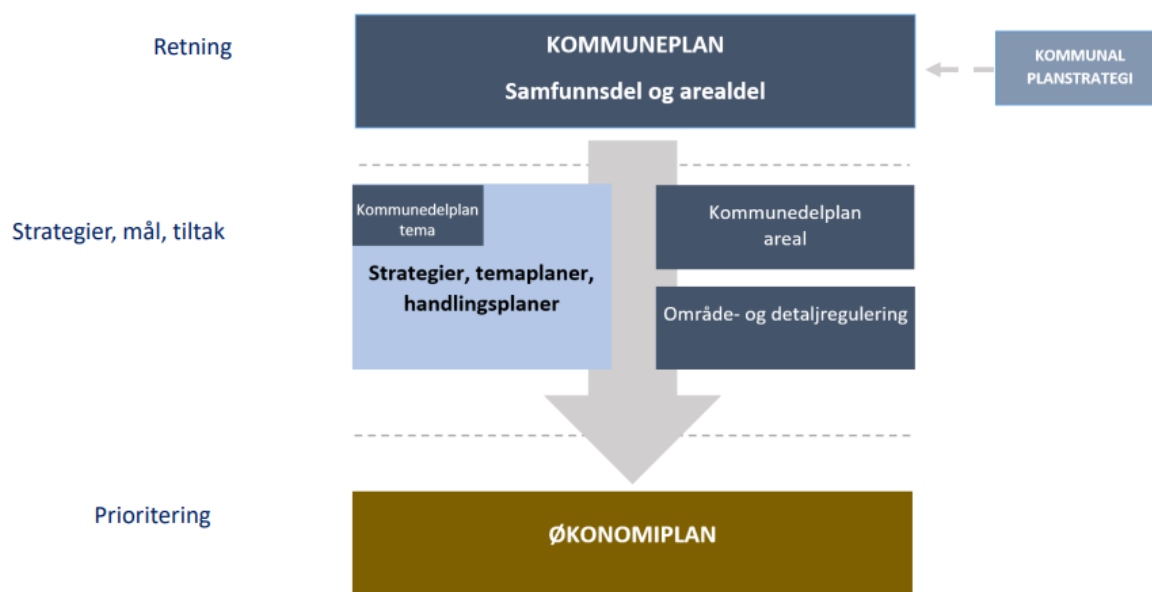 Retning
KOMMUNEPLAN
Samfunnsdel og arealdel
KOMMUNAL
PLANSTRATEGI
Strategier, mål, tiltak
Kommunedelplan
tema
Strategier, temaplaner,
handlingsplaner
Kommunedelplan
areal
Område- og detaljregulering
Prioritering
ØKONOMIPLAN